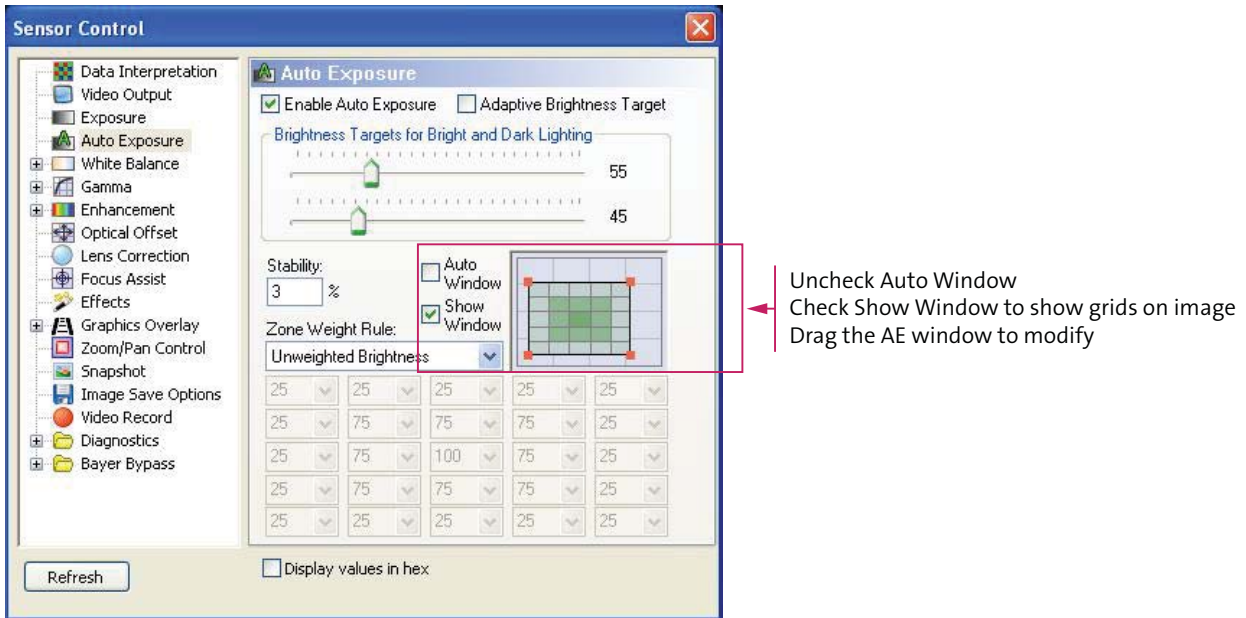 Sensor Control
Data Interpretation
Video Output
Exposure
Auto Exposure
White Balance
Gamma
Enhancement
Optical Offset
Lens Correction
Focus Assist
Effects
Graphics Overlay
Zoom/Pan Control
Snapshot
Image Save Options
Video Record
Diagnostics
Bayer Bypass
Refresh
Auto Exposure
Enable Auto Exposure
Adaptive Brightness Target
Brightness Targets for Bright and Dark Lighting
55
45
Stability:
3 %
Auto
Window
Show
Window
Zone Weight Rule:
Unweighted Brightness
25 25 25 25 25
25 75 75 75 25
25 75 100 75 25
25 75 75 75 25
25 25 25 25 25
Display values in hex
Uncheck Auto Window
Check Show Window to show grids on image
Drag the AE window to modify